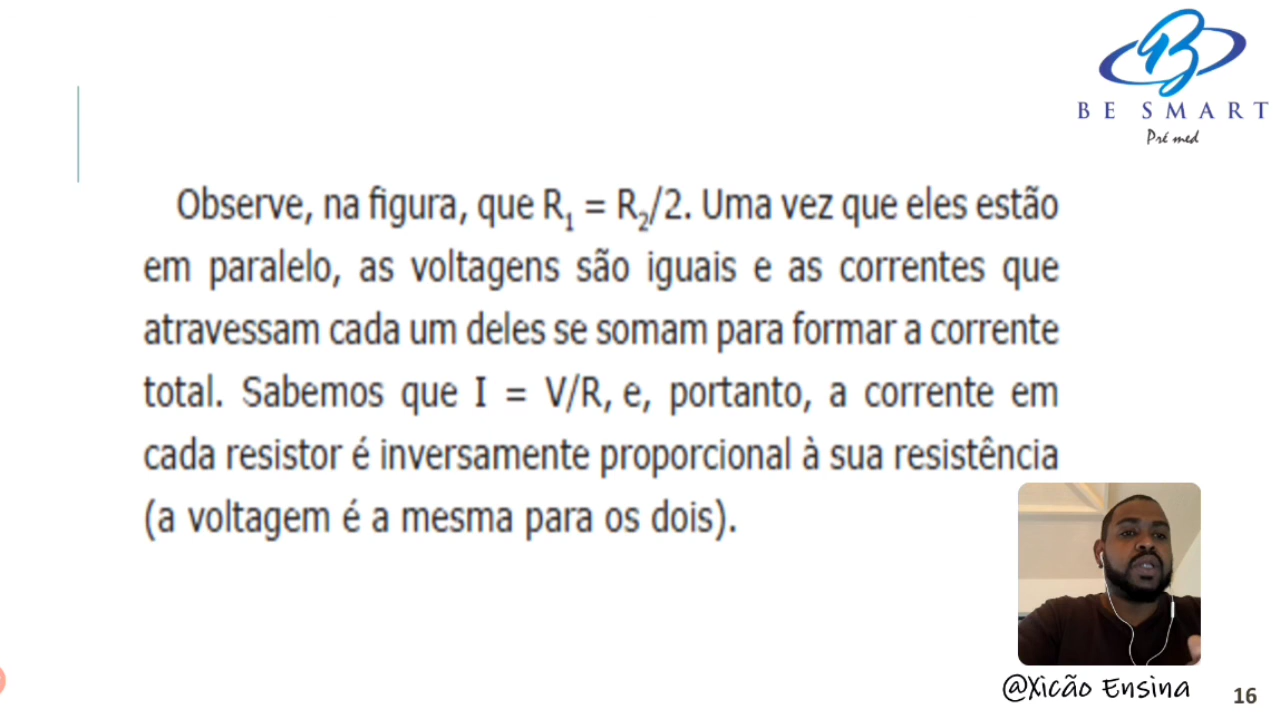 BE SMART
Pré med
Observe, na figura, que R₁ = R₂/2. Uma vez que eles estão
em paralelo, as voltagens são iguais e as correntes que
atravessam cada um deles se somam para formar a corrente
total. Sabemos que I = V/R, e, portanto, a corrente em
cada resistor é inversamente proporcional à sua resistência
(a voltagem é a mesma para os dois).
@Xicão Ensina
16